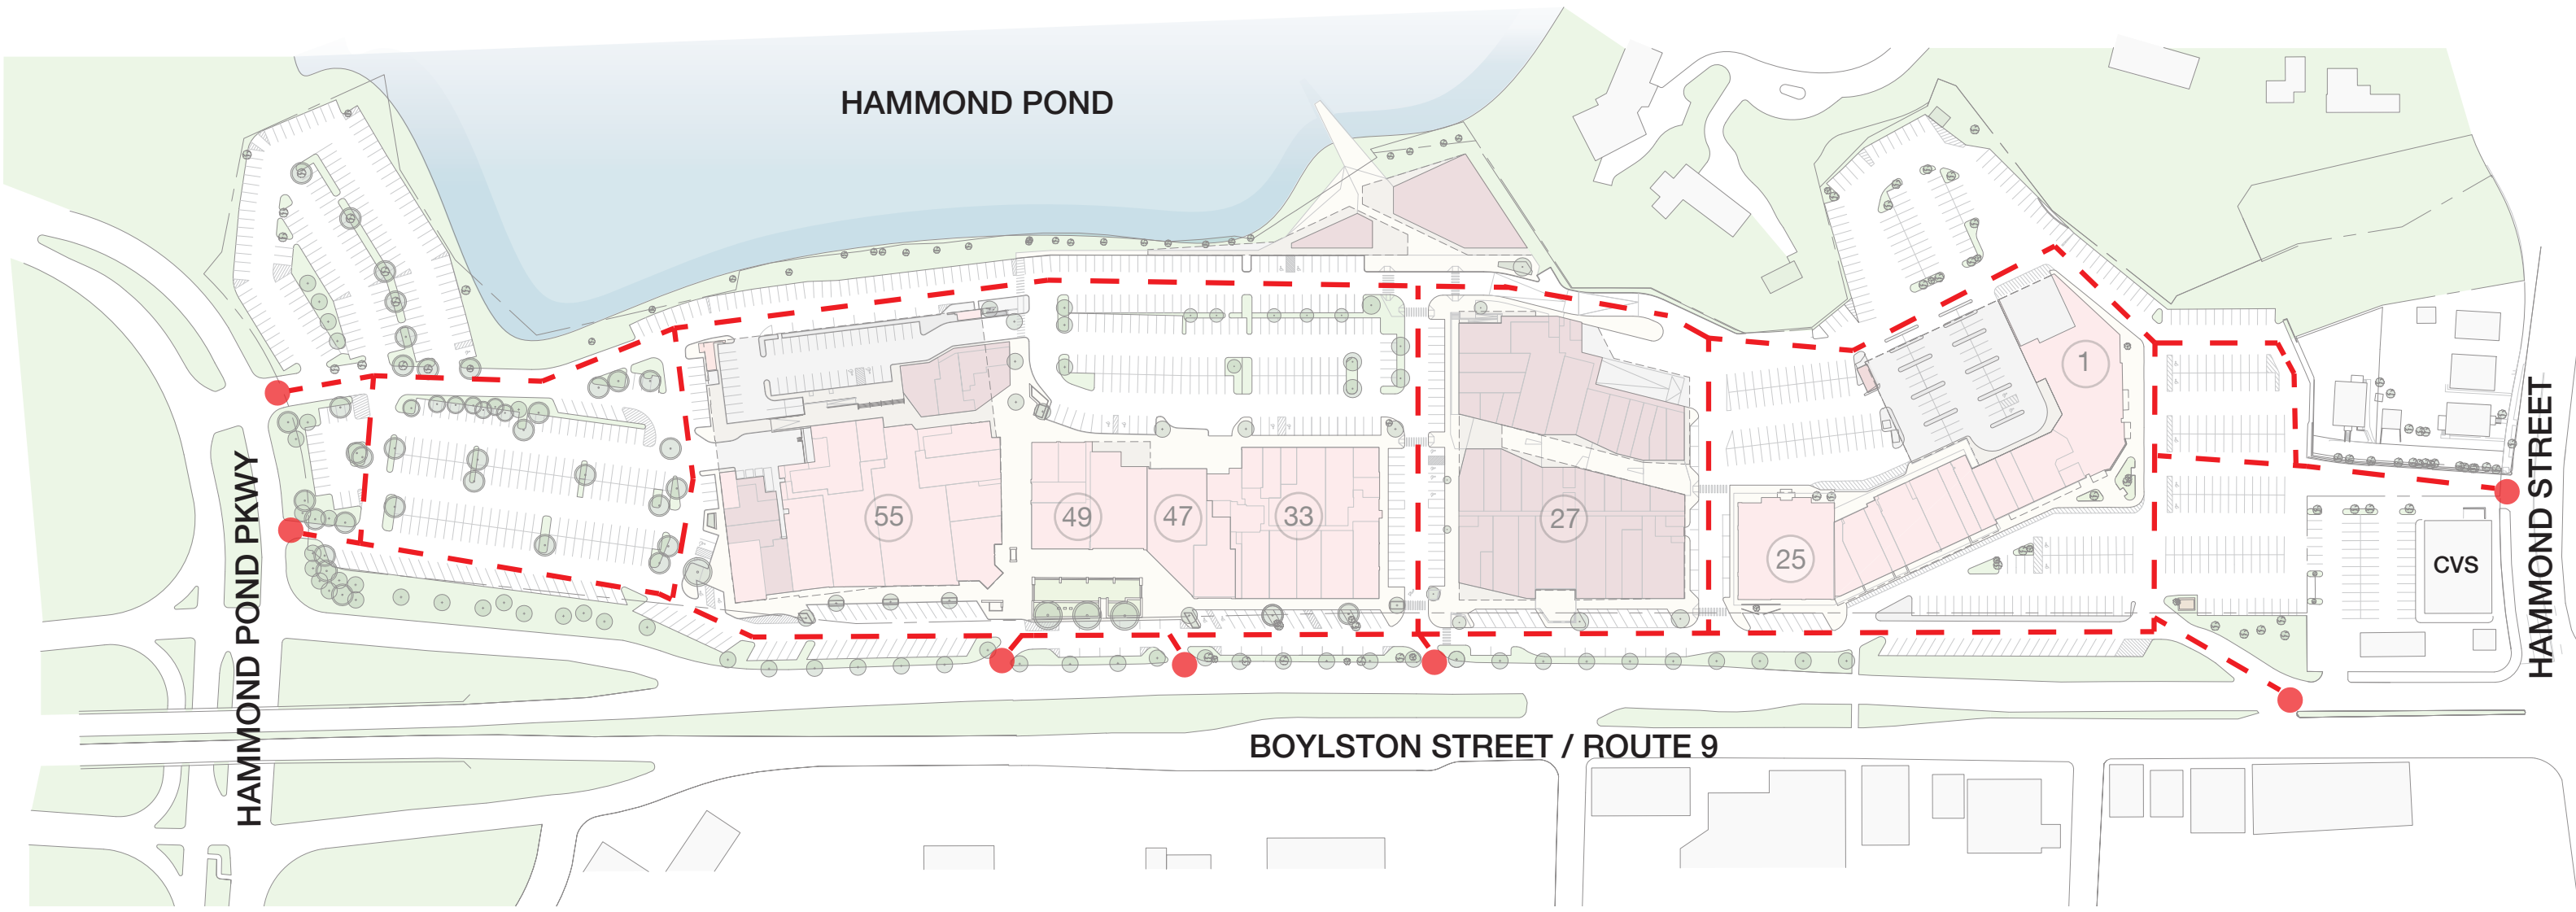 HAMMOND POND
1
HAMMOND STREET
HAMMOND POND PKWY
55
49
47
33
27
25
CVS
BOYLSTON STREET / ROUTE 9